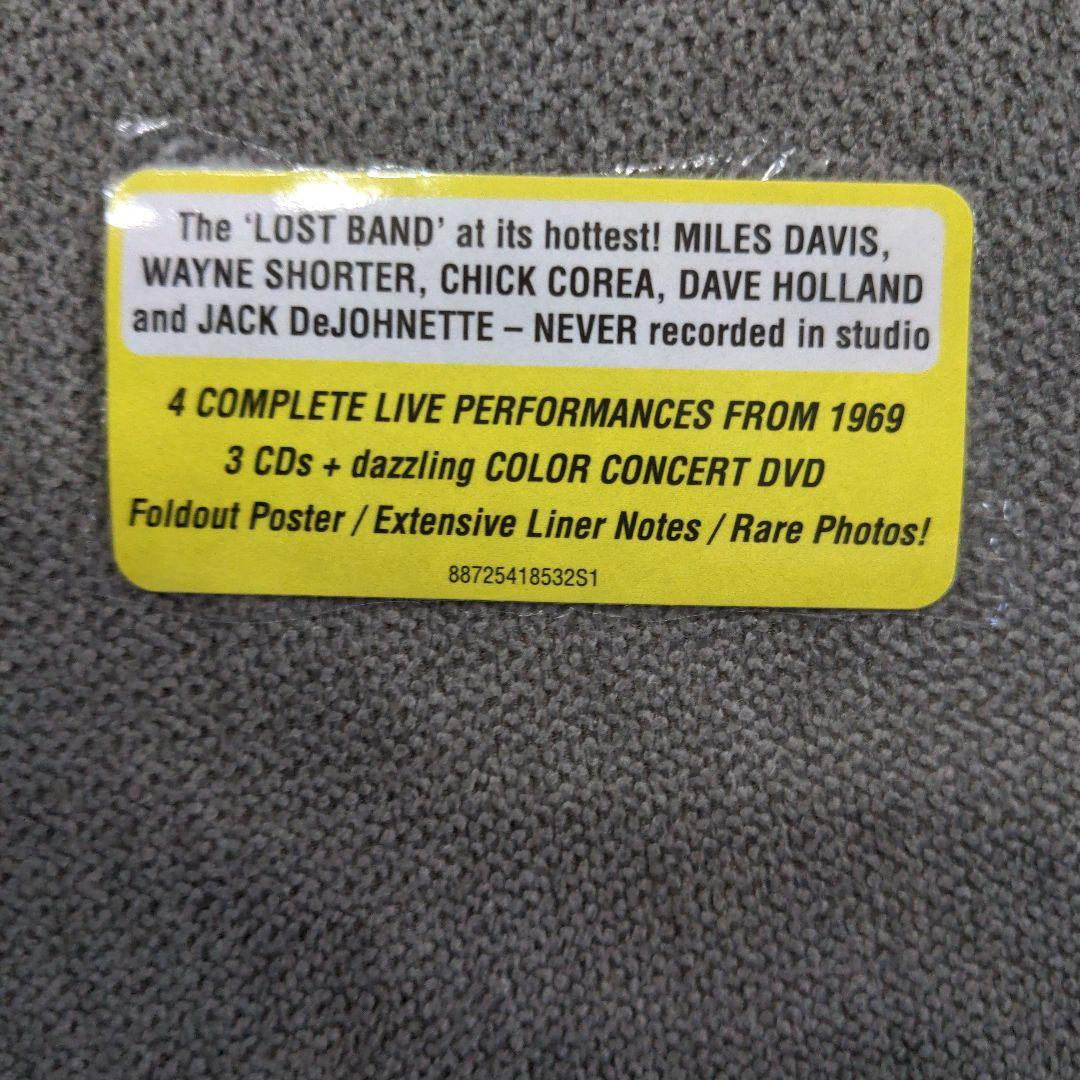 The ‘LOST BAND’ at its hottest! MILES DAVIS,
WAYNE SHORTER, CHICK COREA, DAVE HOLLAND
and JACK DeJOHNETTE – NEVER recorded in studio
4 COMPLETE LIVE PERFORMANCES FROM 1969
3 CDs + dazzling COLOR CONCERT DVD
Foldout Poster / Extensive Liner Notes / Rare Photos!
88725418532S1